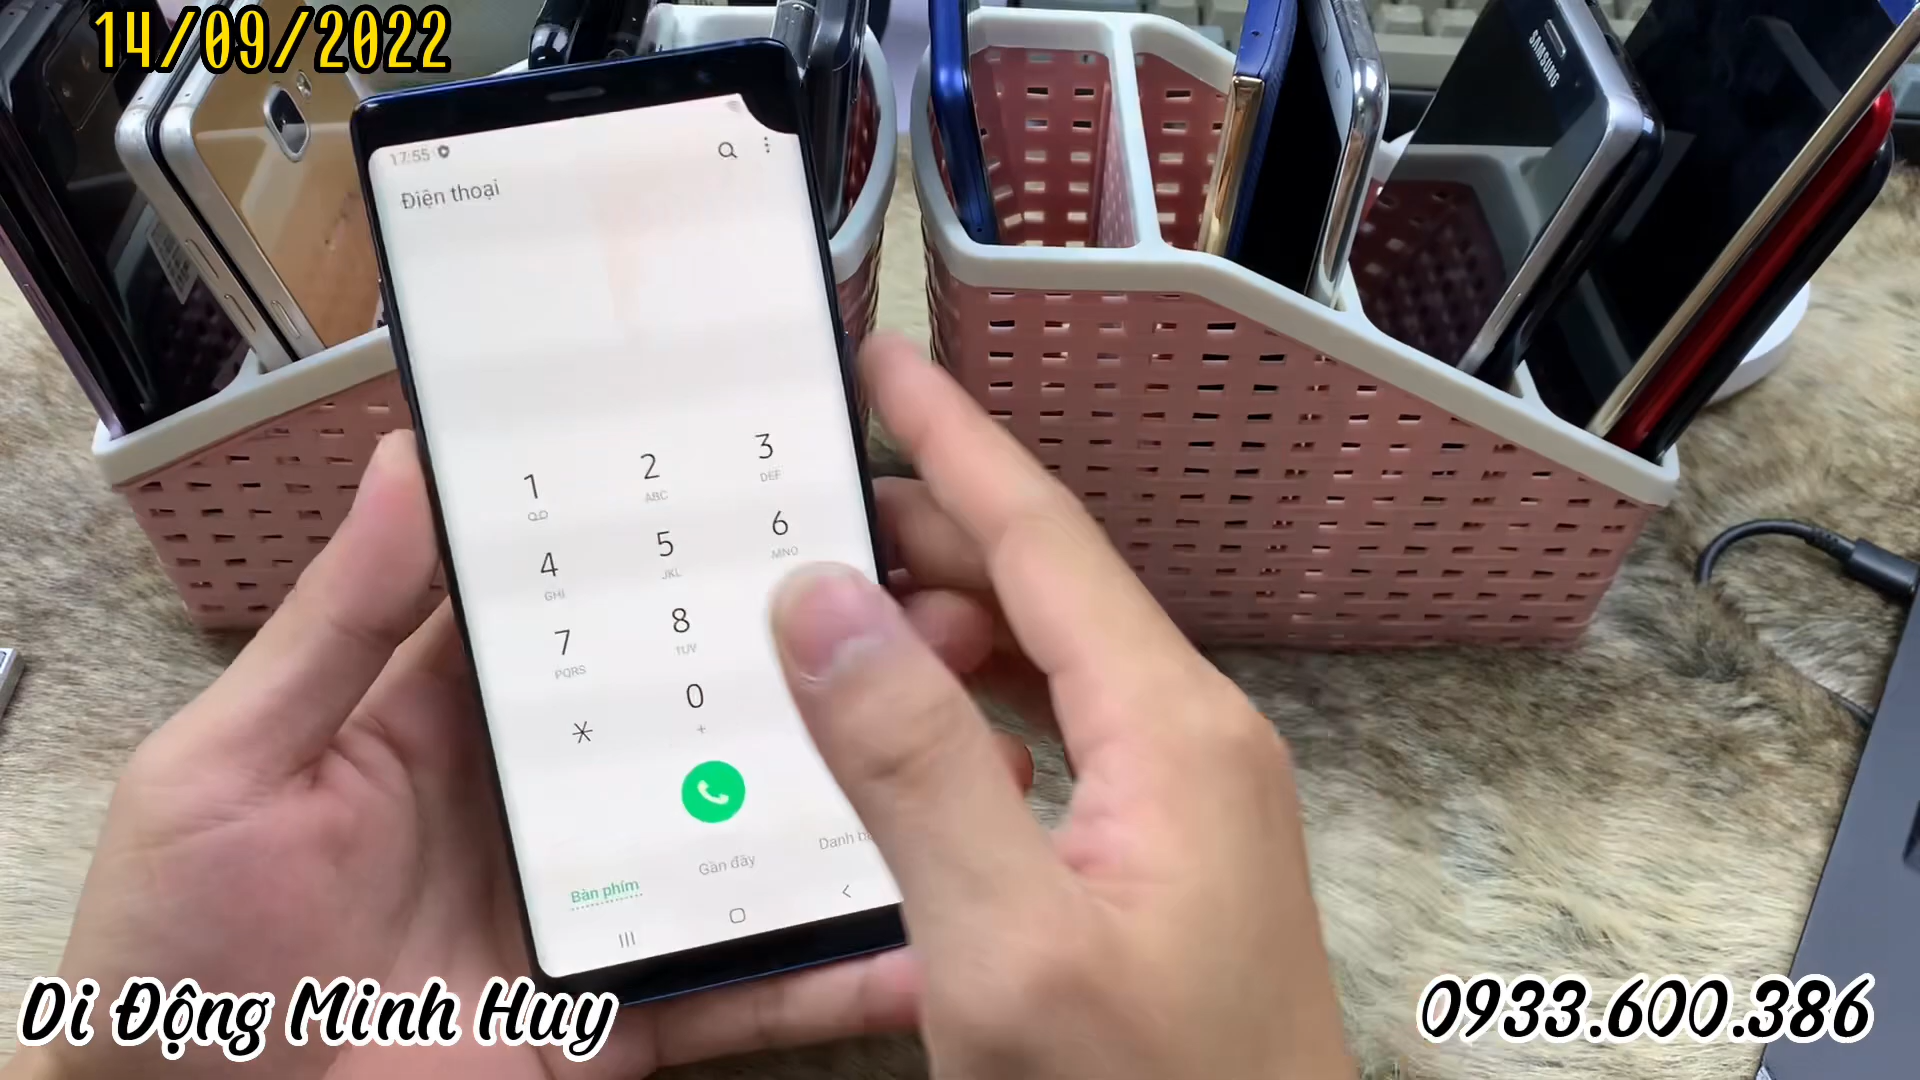 14/09/2022
SAMSUNG
17:55
Điện thoại
1
2 ABC
3 DEF
4 GHI
5 JKL
6 MNO
7 PQRS
8 TUV
*
0 +
Bàn phím
Gần đây
Danh
Di Động Minh Huy
0933.600.386